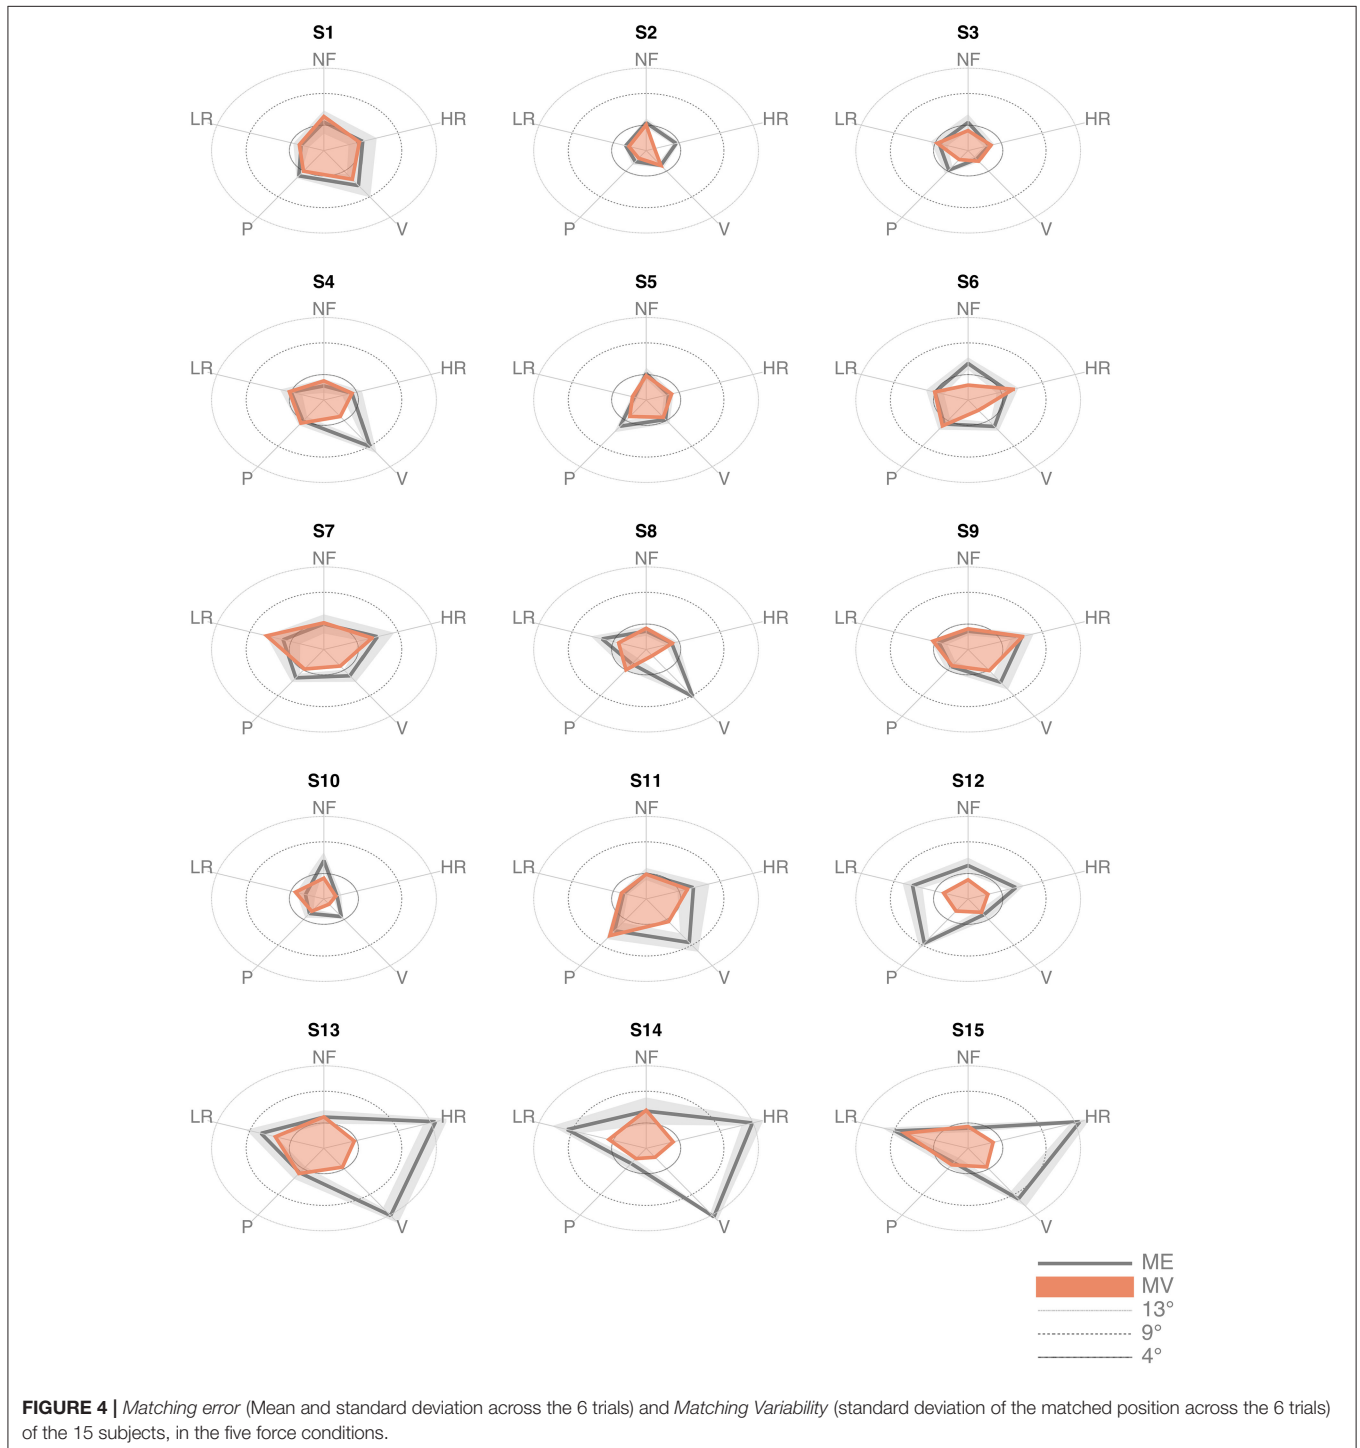 S1
S2
S3
NF
NF
NF
LR
HR
LR
HR
LR
HR
P
V
P
V
P
V
S4
S5
S6
NF
NF
NF
LR
HR
LR
HR
LR
HR
P
V
P
V
P
V
S7
S8
S9
NF
NF
NF
LR
HR
LR
HR
LR
HR
P
V
P
V
P
V
S10
S11
S12
NF
NF
NF
LR
HR
LR
HR
LR
HR
P
V
P
V
P
V
S13
S14
S15
NF
NF
NF
LR
HR
LR
HR
LR
HR
P
V
P
V
P
V
ME
MV
13°
9°
4°
FIGURE 4 | Matching error (Mean and standard deviation across the 6 trials) and Matching Variability (standard deviation of the matched position across the 6 trials)
of the 15 subjects, in the five force conditions.